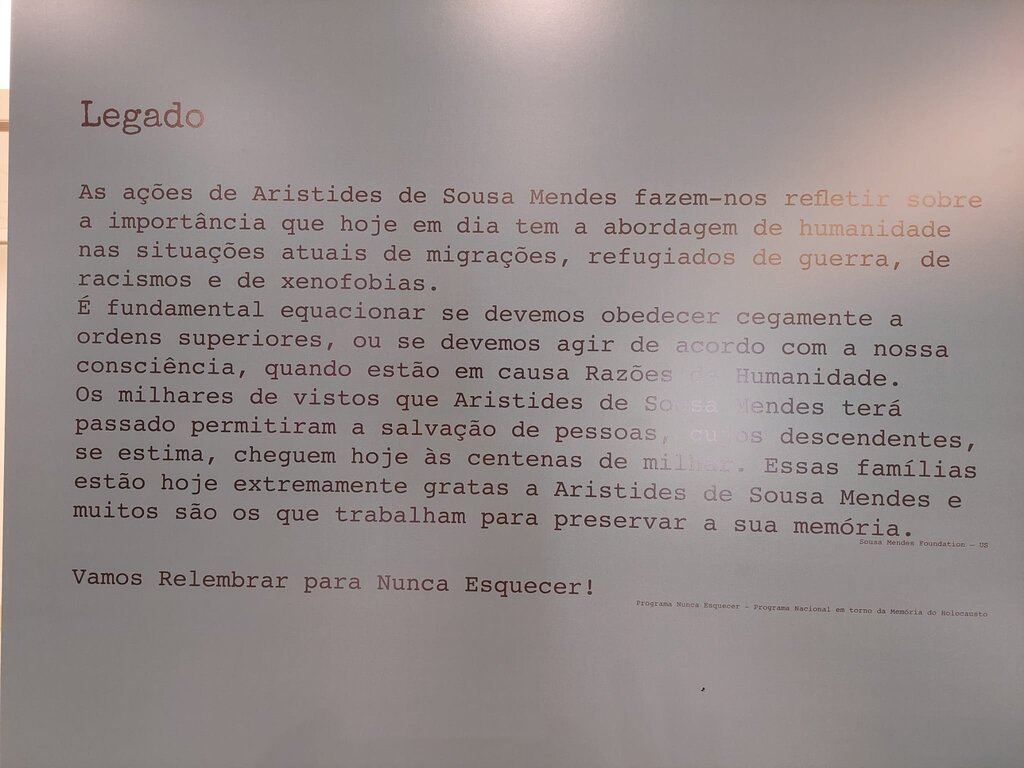 Legado
As ações de Aristides de Sousa Mendes fazem-nos refletir sobre
a importância que hoje em dia tem a abordagem de humanidade
nas situações atuais de migrações, refugiados de guerra, de
racismos e de xenofobias.
É fundamental equacionar se devemos obedecer cegamente a
ordens superiores, ou se devemos agir de acordo com a nossa
consciência, quando estão em causa Razões de Humanidade.
Os milhares de vistos que Aristides de Sousa Mendes terá
passado permitiram a salvação de pessoas, cujos descendentes,
se estima, cheguem hoje às centenas de milhar. Essas famílias
estão hoje extremamente gratas a Aristides de Sousa Mendes e
muitos são os que trabalham para preservar a sua memória.
Sousa Mendes Foundation – US
Vamos Relembrar para Nunca Esquecer!
Programa Nunca Esquecer - Programa Nacional em torno da Memória do Holocausto